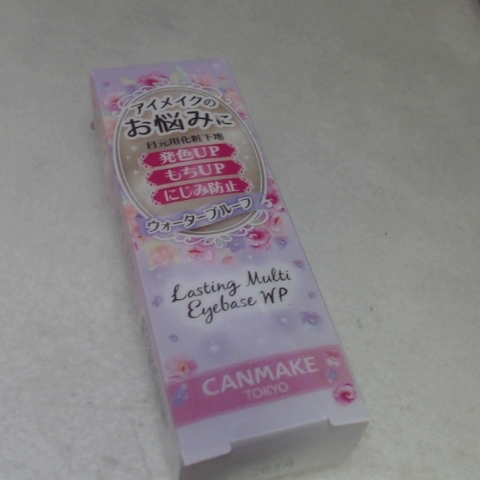 アイメイクの
お悩みに
目元用化粧下地
発色UP
もちUP
にじみ防止
ウォータープルーフ
Lasting Multi
Eyebase WP
CANMAKE
TOKYO